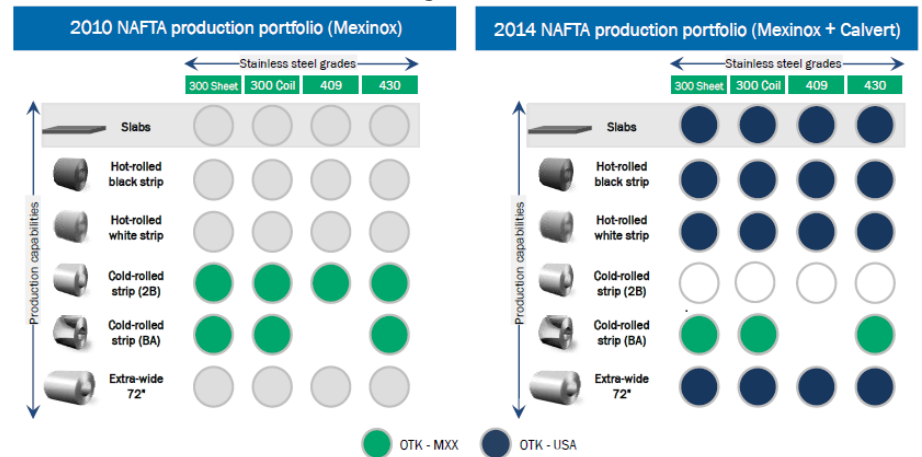 2010 NAFTA production portfolio (Mexinox)
Stainless steel grades
300 Sheet 300 Coil 409 430
Production capabilities
Slabs
Hot-rolled
black strip
Hot-rolled
white strip
Cold-rolled
strip (2B)
Cold-rolled
strip (BA)
Extra-wide
72"
2014 NAFTA production portfolio (Mexinox + Calvert)
Stainless steel grades
300 Sheet 300 Coil 409 430
Production capabilities
Slabs
Hot-rolled
black strip
Hot-rolled
white strip
Cold-rolled
strip (2B)
Cold-rolled
strip (BA)
Extra-wide
72"
OTK - MXX OTK - USA